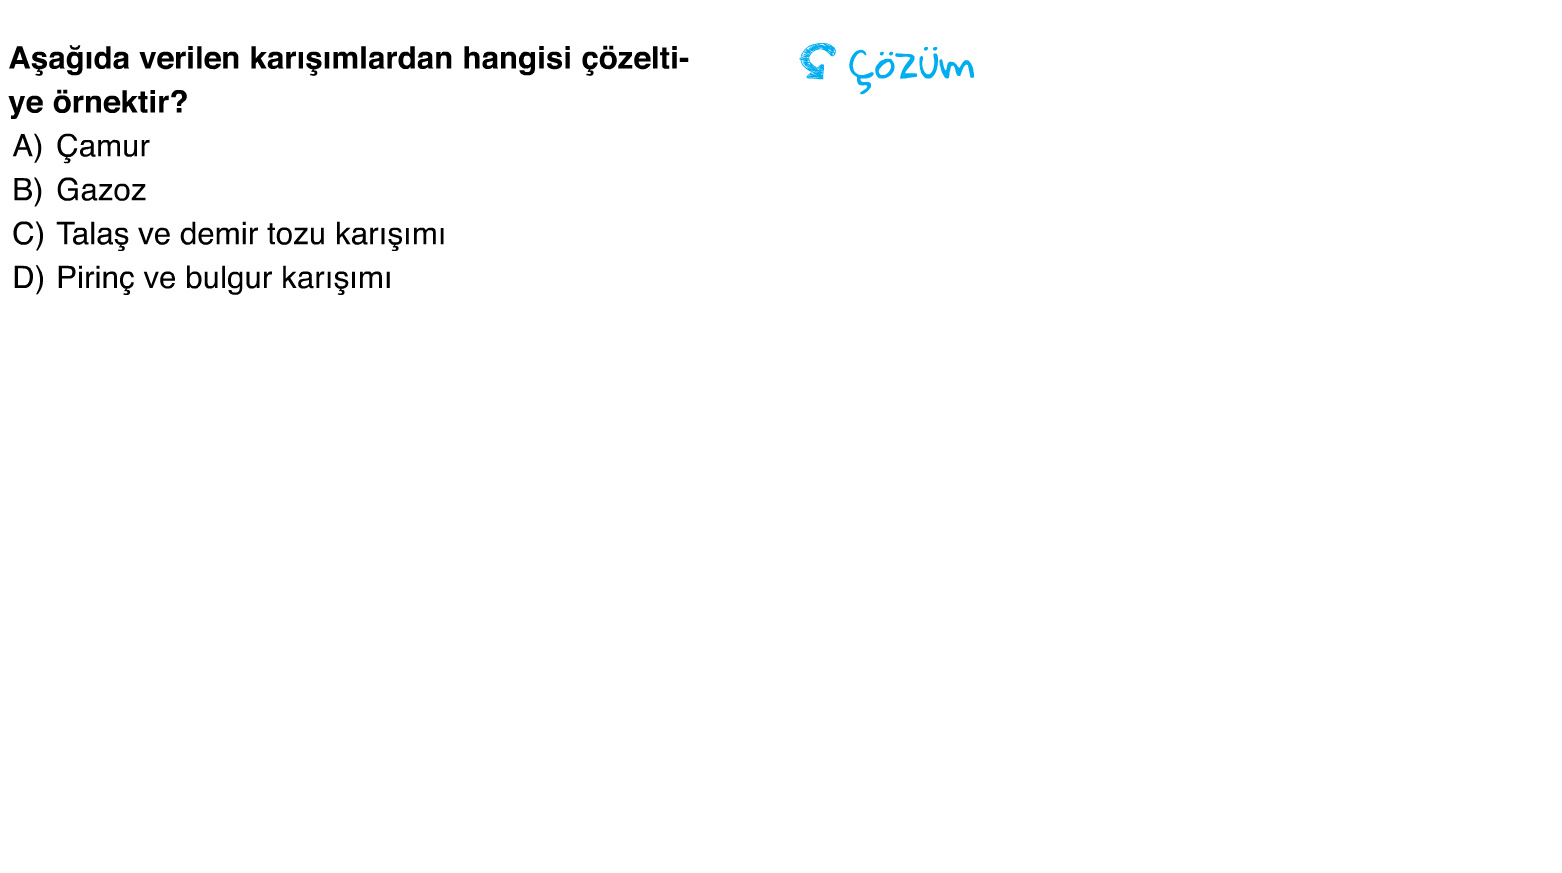 Aşağıda verilen karışımlardan hangisi çözelti-
ye örnektir?
A) Çamur
B) Gazoz
C) Talaş ve demir tozu karışımı
D) Pirinç ve bulgur karışımı
Çözüm